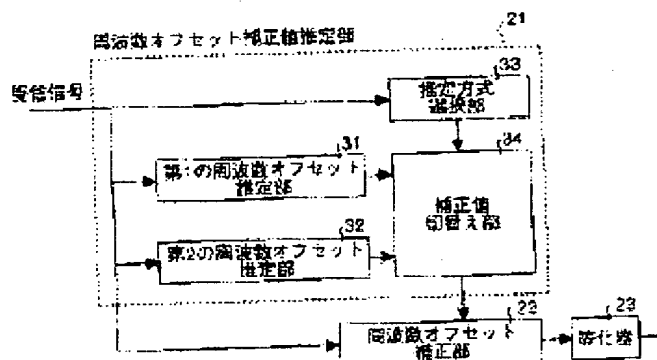 21
周波数オフセット補正値推定部
受信信号
33
推定方式
選択部
34
31
第1の周波数オフセット
推定部
補正値
切替え部
32
第2の周波数オフセット
推定部
22
周波数オフセット
補正部
23
等化器